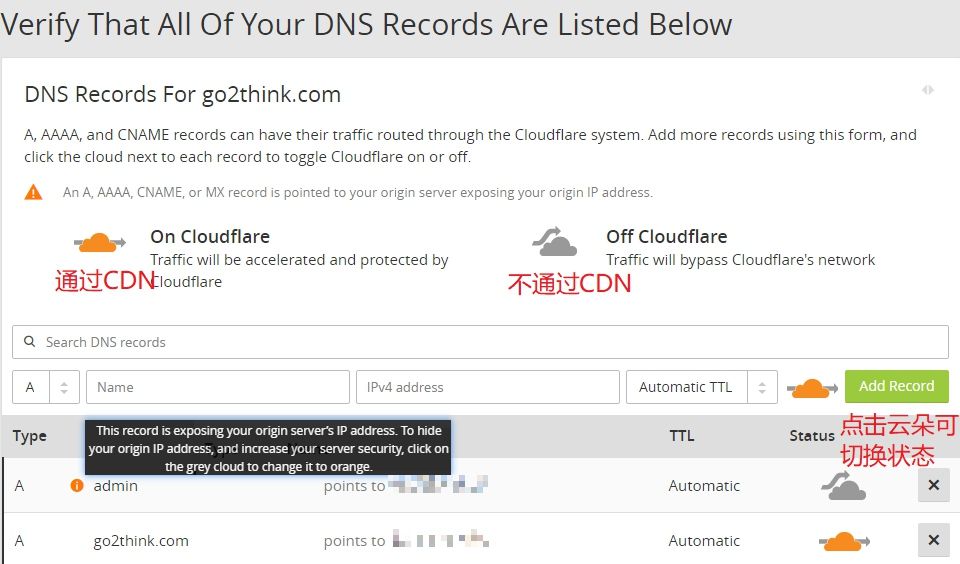 Verify That All Of Your DNS Records Are Listed Below
DNS Records For go2think.com
A, AAAA, and CNAME records can have their traffic routed through the Cloudflare system. Add more records using this form, and
click the cloud next to each record to toggle Cloudflare on or off.
An A, AAAA, CNAME, or MX record is pointed to your origin server exposing your origin IP address.
On Cloudflare
Traffic will be accelerated and protected by
Cloudflare
通过CDN
Off Cloudflare
Traffic will bypass Cloudflare's network
不通过CDN
Search DNS records
A Name IPv4 address Automatic TTL Add Record
Type TTL Status
点击云朵可
切换状态
This record is exposing your origin server's IP address. To hide
your origin IP address, and increase your server security, click on
the grey cloud to change it to orange.
A admin points to Automatic
A go2think.com points to Automatic